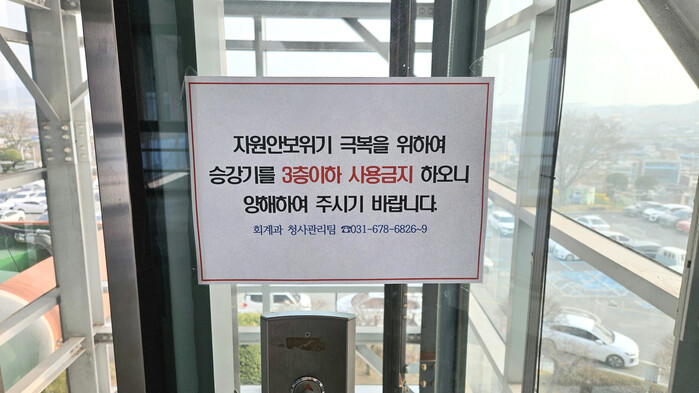 자원안보위기 극복을 위하여
승강기를 3층이하 사용금지 하오니
양해하여 주시기 바랍니다.
회계과 청사관리팀 ☎031-678-6826~9